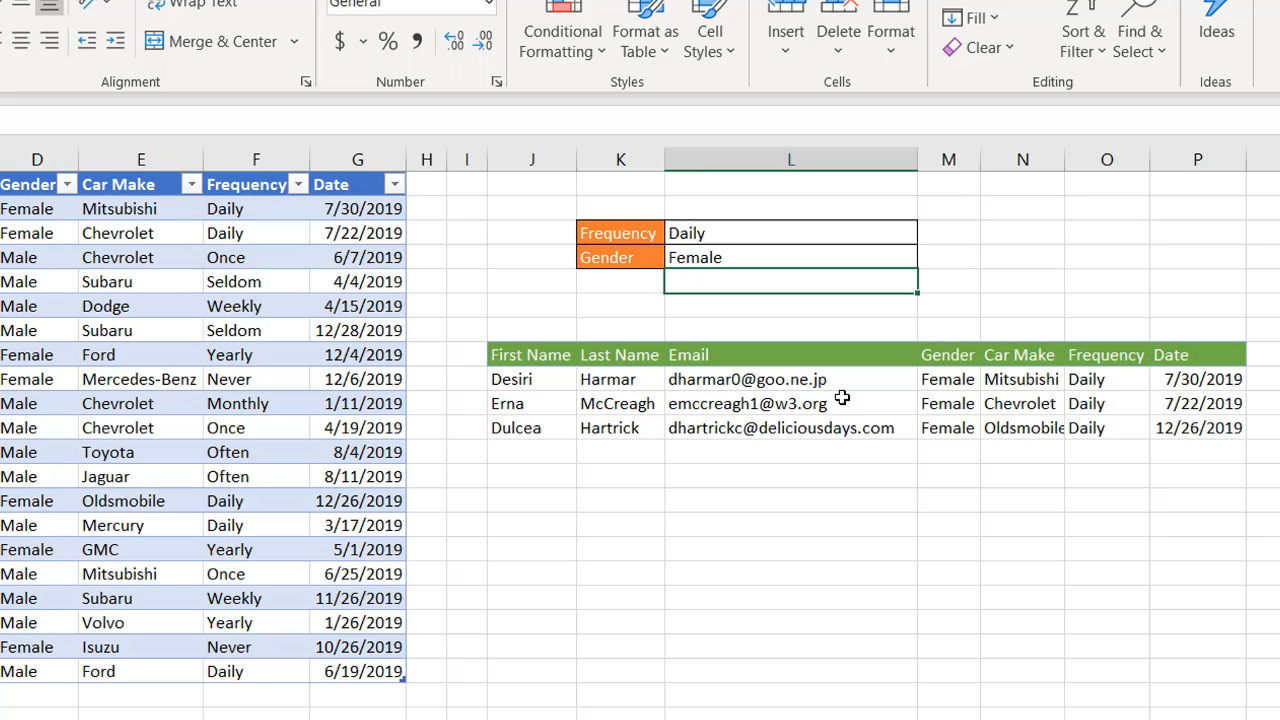 Wrap Text
General
Merge & Center
$ % 9 .00 .00
Conditional Formatting
Format as Table
Cell Styles
Insert
Delete
Format
Fill
Clear
Sort & Filter
Find & Select
Ideas
Alignment Number Styles Cells Editing Ideas
D E F G H I J K L M N O P
Gender Car Make Frequency Date
Female Mitsubishi Daily 7/30/2019
Female Chevrolet Daily 7/22/2019 Frequency Daily
Male Chevrolet Once 6/7/2019 Gender Female
Male Subaru Seldom 4/4/2019
Male Dodge Weekly 4/15/2019
Male Subaru Seldom 12/28/2019
Female Ford Yearly 12/4/2019 First Name Last Name Email Gender Car Make Frequency Date
Female Mercedes-Benz Never 12/6/2019 Desiri Harmar dharmar0@goo.ne.jp Female Mitsubishi Daily 7/30/2019
Male Chevrolet Monthly 1/11/2019 Erna McCreagh emccreagh1@w3.org Female Chevrolet Daily 7/22/2019
Male Chevrolet Once 4/19/2019 Dulcea Hartrick dhartrickc@deliciousdays.com Female Oldsmobile Daily 12/26/2019
Male Toyota Often 8/4/2019
Male Jaguar Often 8/11/2019
Female Oldsmobile Daily 12/26/2019
Male Mercury Daily 3/17/2019
Female GMC Yearly 5/1/2019
Male Mitsubishi Once 6/25/2019
Male Subaru Weekly 11/26/2019
Male Volvo Yearly 1/26/2019
Female Isuzu Never 10/26/2019
Male Ford Daily 6/19/2019